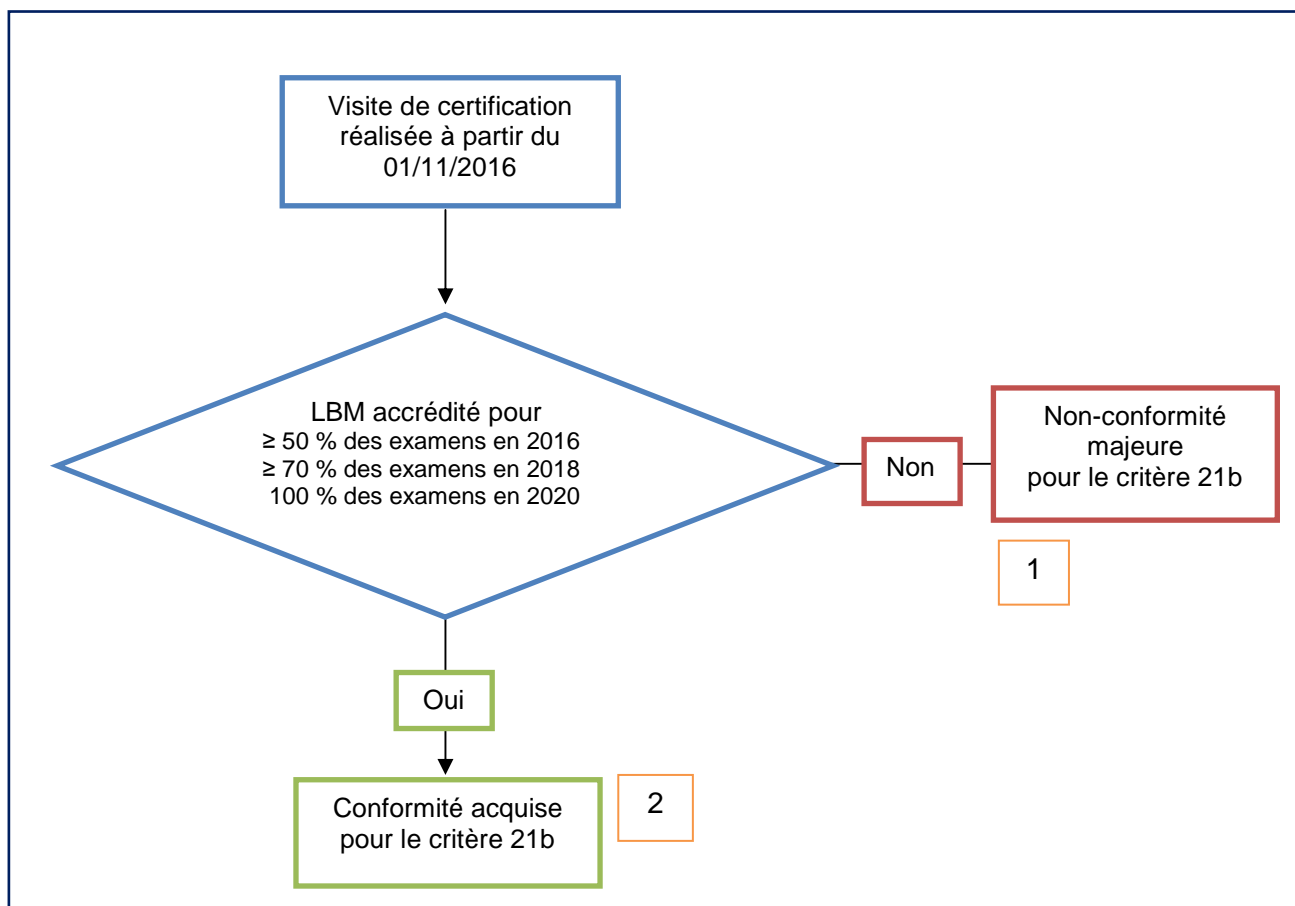 Visite de certification
réalisée à partir du
01/11/2016
LBM accrédité pour
≥ 50 % des examens en 2016
≥ 70 % des examens en 2018
100 % des examens en 2020
Non
Non-conformité
majeure
pour le critère 21b
1
Oui
Conformité acquise
pour le critère 21b
2